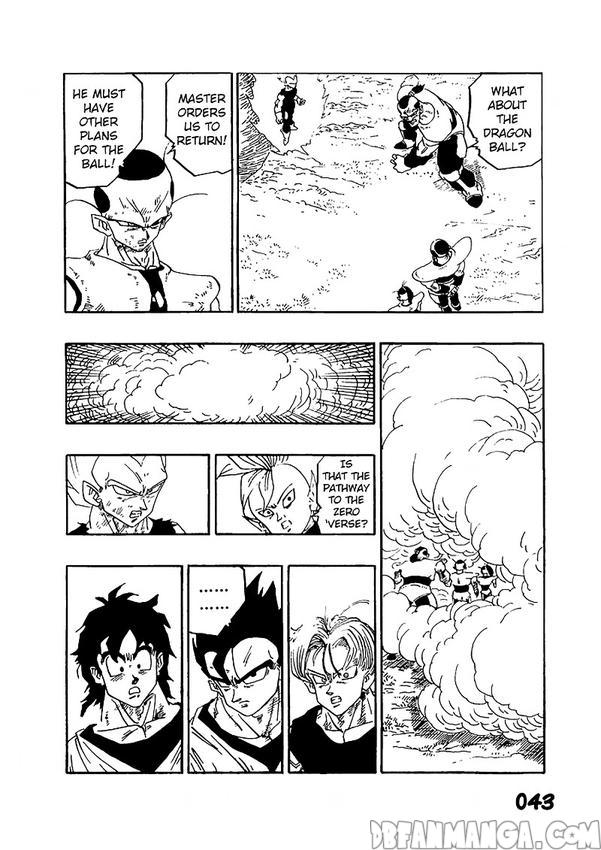 HE MUST
HAVE
OTHER
PLANS
FOR THE
BALL!
MASTER
ORDERS
US TO
RETURN!
WHAT
ABOUT
THE
DRAGON
BALL?
IS
THAT THE
PATHWAY
TO THE
ZERO
'VERSE?
......
......
043
DBFANMANGA.COM